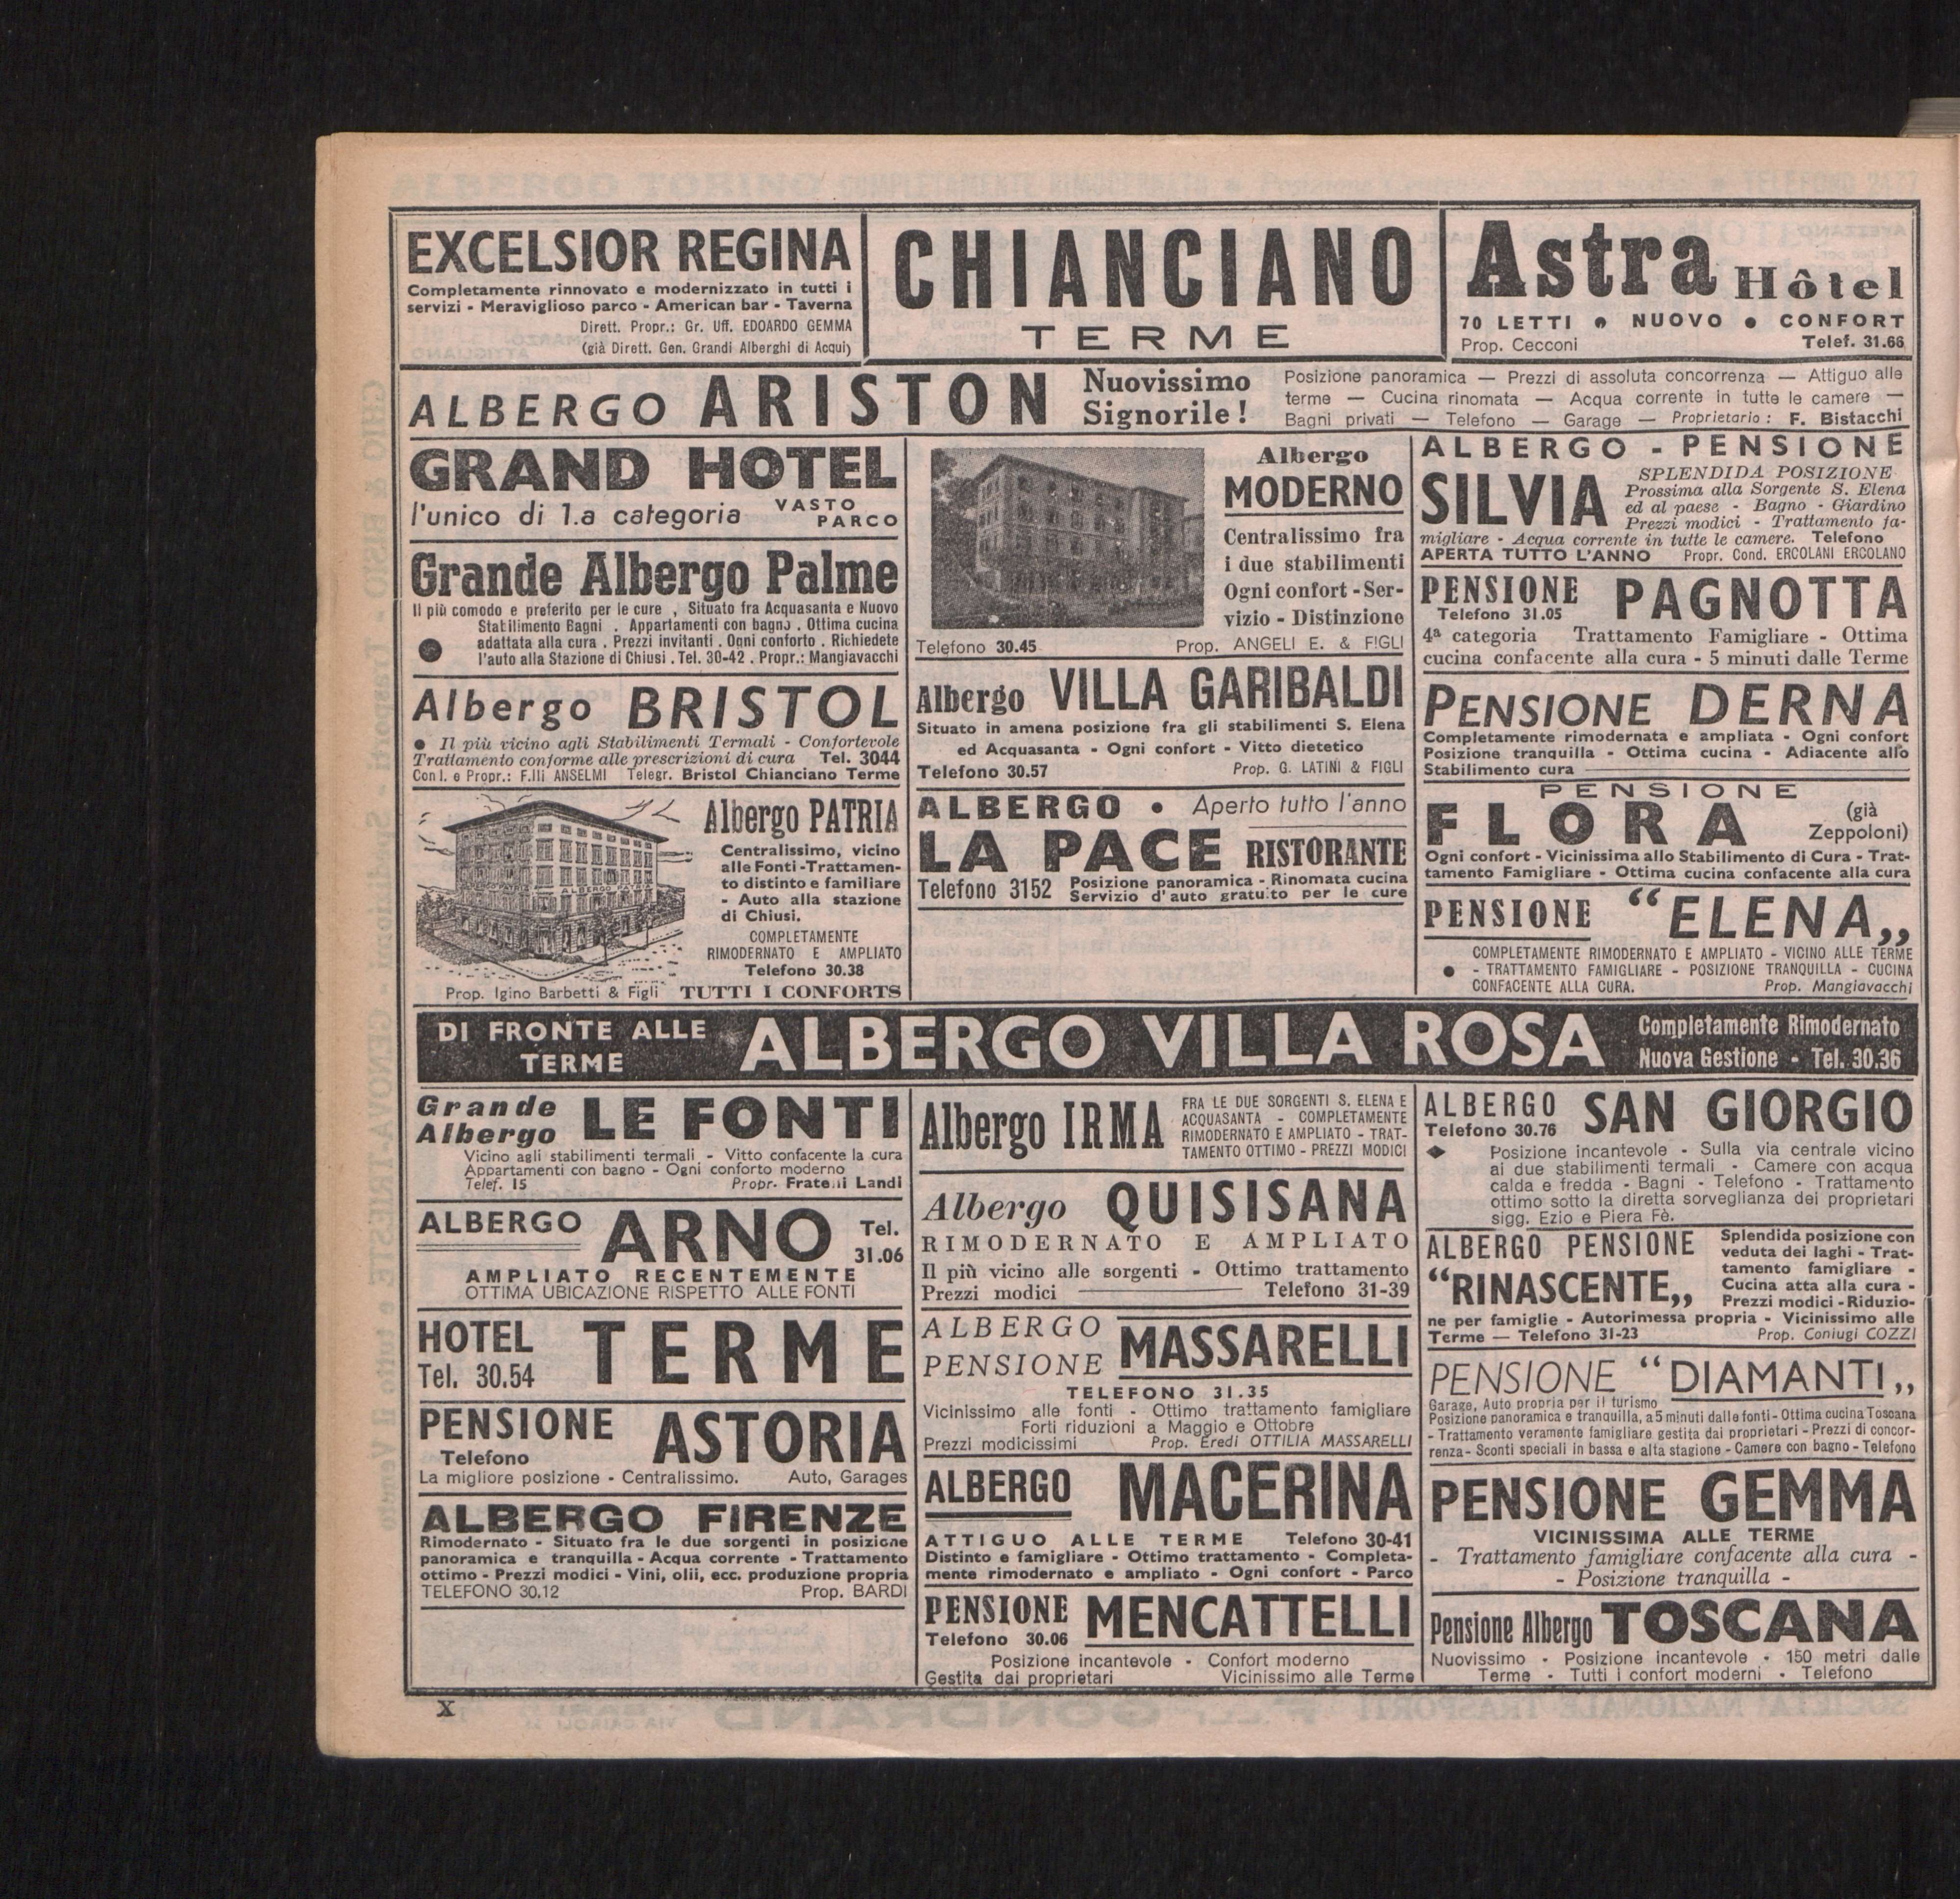 EXCELSIOR REGINA
Completamente rinnovato e modernizzato in tutti i
servizi - Meraviglioso parco - American bar - Taverna
Dirett. Propr.: Gr. Uff. EDOARDO GEMMA
(già Dirett. Gen. Grandi Alberghi di Acqui)
CHIANCIANO
TERME
Astra Hôtel
70 LETTI • NUOVO • CONFORT
Prop. Cecconi Telef. 31.66
ALBERGO ARISTON
Nuovissimo
Signorile!
Posizione panoramica — Prezzi di assoluta concorrenza — Attiguo alle
terme — Cucina rinomata — Acqua corrente in tutte le camere —
Bagni privati — Telefono — Garage — Proprietario: F. Bistacchi
GRAND HOTEL
l'unico di 1.a categoria VASTO
PARCO
Grande Albergo Palme
Il più comodo e preferito per le cure , Situato fra Acquasanta e Nuovo
Stabilimento Bagni . Appartamenti con bagno . Ottima cucina
adattata alla cura . Prezzi invitanti . Ogni conforto . Richiedete
l'auto alla Stazione di Chiusi . Tel. 30-42 . Propr.: Mangiavacchi
Albergo BRISTOL
• Il più vicino agli Stabilimenti Termali - Confortevole
Trattamento conforme alle prescrizioni di cura Tel. 3044
Cont. e Propr.: F.lli ANSELMI Telegr. Bristol Chianciano Terme
ALBERGO PATRIA
Albergo PATRIA
Centralissimo, vicino
alle Fonti - Trattamen-
to distinto e familiare
- Auto alla stazione
di Chiusi.
COMPLETAMENTE
RIMODERNATO E AMPLIATO
Telefono 30.38
Prop. Igino Barbetti & Figli TUTTI I CONFORTS
Albergo
MODERNO
Centralissimo fra
i due stabilimenti
Ogni confort - Ser-
vizio - Distinzione
Telefono 30.45 Prop. ANGELI E. & FIGLI
Albergo VILLA GARIBALDI
Situato in amena posizione fra gli stabilimenti S. Elena
ed Acquasanta - Ogni confort - Vitto dietetico
Telefono 30.57 Prop. G. LATINI & FIGLI
ALBERGO • Aperto tutto l'anno
LA PACE RISTORANTE
Telefono 3152 Posizione panoramica - Rinomata cucina
Servizio d'auto gratuito per le cure
ALBERGO - PENSIONE
SILVIA
SPLENDIDA POSIZIONE
Prossima alla Sorgente S. Elena
ed al paese - Bagno - Giardino
Prezzi modici - Trattamento fa-
migliare - Acqua corrente in tutte le camere. Telefono
APERTA TUTTO L'ANNO Propr. Cond. ERCOLANI ERCOLANO
PENSIONE PAGNOTTA
Telefono 31.05
4ª categoria Trattamento Famigliare - Ottima
cucina confacente alla cura - 5 minuti dalle Terme
PENSIONE DERNA
Completamente rimodernata e ampliata - Ogni confort
Posizione tranquilla - Ottima cucina - Adiacente allo
Stabilimento cura
PENSIONE
FLORA (già
Zeppoloni)
Ogni confort - Vicinissima allo Stabilimento di Cura - Trat-
tamento Famigliare - Ottima cucina confacente alla cura
PENSIONE “ELENA„
COMPLETAMENTE RIMODERNATO E AMPLIATO - VICINO ALLE TERME
• - TRATTAMENTO FAMIGLIARE - POSIZIONE TRANQUILLA - CUCINA
CONFACENTE ALLA CURA. Prop. Mangiavacchi
DI FRONTE ALLE
TERME
ALBERGO VILLA ROSA
Completamente Rimodernato
Nuova Gestione - Tel. 30.36
Grande
Albergo
LE FONTI
Vicino agli stabilimenti termali - Vitto confacente la cura
Appartamenti con bagno - Ogni conforto moderno
Telef. 15 Propr. Fratelli Landi
ALBERGO ARNO Tel.
31.06
AMPLIATO RECENTEMENTE
OTTIMA UBICAZIONE RISPETTO ALLE FONTI
HOTEL TERME
Tel. 30.54
PENSIONE ASTORIA
Telefono
La migliore posizione - Centralissimo. Auto, Garages
ALBERGO FIRENZE
Rimodernato - Situato fra le due sorgenti in posizione
panoramica e tranquilla - Acqua corrente - Trattamento
ottimo - Prezzi modici - Vini, olii, ecc. produzione propria
TELEFONO 30.12 Prop. BARDI
Albergo IRMA
FRA LE DUE SORGENTI S. ELENA E
ACQUASANTA - COMPLETAMENTE
RIMODERNATO E AMPLIATO - TRAT-
TAMENTO OTTIMO - PREZZI MODICI
Albergo QUISISANA
RIMODERNATO E AMPLIATO
Il più vicino alle sorgenti - Ottimo trattamento
Prezzi modici Telefono 31-39
ALBERGO
PENSIONE
MASSARELLI
TELEFONO 31.35
Vicinissimo alle fonti - Ottimo trattamento famigliare
Forti riduzioni a Maggio e Ottobre
Prezzi modicissimi Prop. Eredi OTTILIA MASSARELLI
ALBERGO MACERINA
ATTIGUO ALLE TERME Telefono 30-41
Distinto e famigliare - Ottimo trattamento - Completa-
mente rimodernato e ampliato - Ogni confort - Parco
PENSIONE MENCATTELLI
Telefono 30.06
Posizione incantevole - Confort moderno
Gestita dai proprietari Vicinissimo alle Terme
ALBERGO SAN GIORGIO
Telefono 30.76
Posizione incantevole - Sulla via centrale vicino
ai due stabilimenti termali - Camere con acqua
calda e fredda - Bagni - Telefono - Trattamento
ottimo sotto la diretta sorveglianza dei proprietari
sigg. Ezio e Piera Fè.
ALBERGO PENSIONE
“RINASCENTE„
Splendida posizione con
veduta dei laghi - Trat-
tamento famigliare -
Cucina atta alla cura -
Prezzi modici - Riduzio-
ne per famiglie - Autorimessa propria - Vicinissimo alle
Terme — Telefono 31-23 Prop. Coniugi COZZI
PENSIONE “DIAMANTI„
Garage, Auto propria per il turismo
Posizione panoramica e tranquilla, a 5 minuti dalle fonti - Ottima cucina Toscana
- Trattamento veramente famigliare gestita dai proprietari - Prezzi di concor-
renza - Sconti speciali in bassa e alta stagione - Camere con bagno - Telefono
PENSIONE GEMMA
VICINISSIMA ALLE TERME
- Trattamento famigliare confacente alla cura -
- Posizione tranquilla -
Pensione Albergo TOSCANA
Nuovissimo - Posizione incantevole - 150 metri dalle
Terme - Tutti i confort moderni - Telefono
X